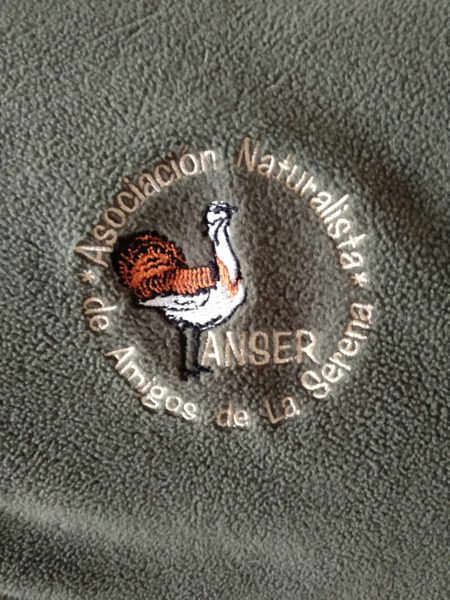 *Asociación Naturalista*
de Amigos de La Serena
ANSER